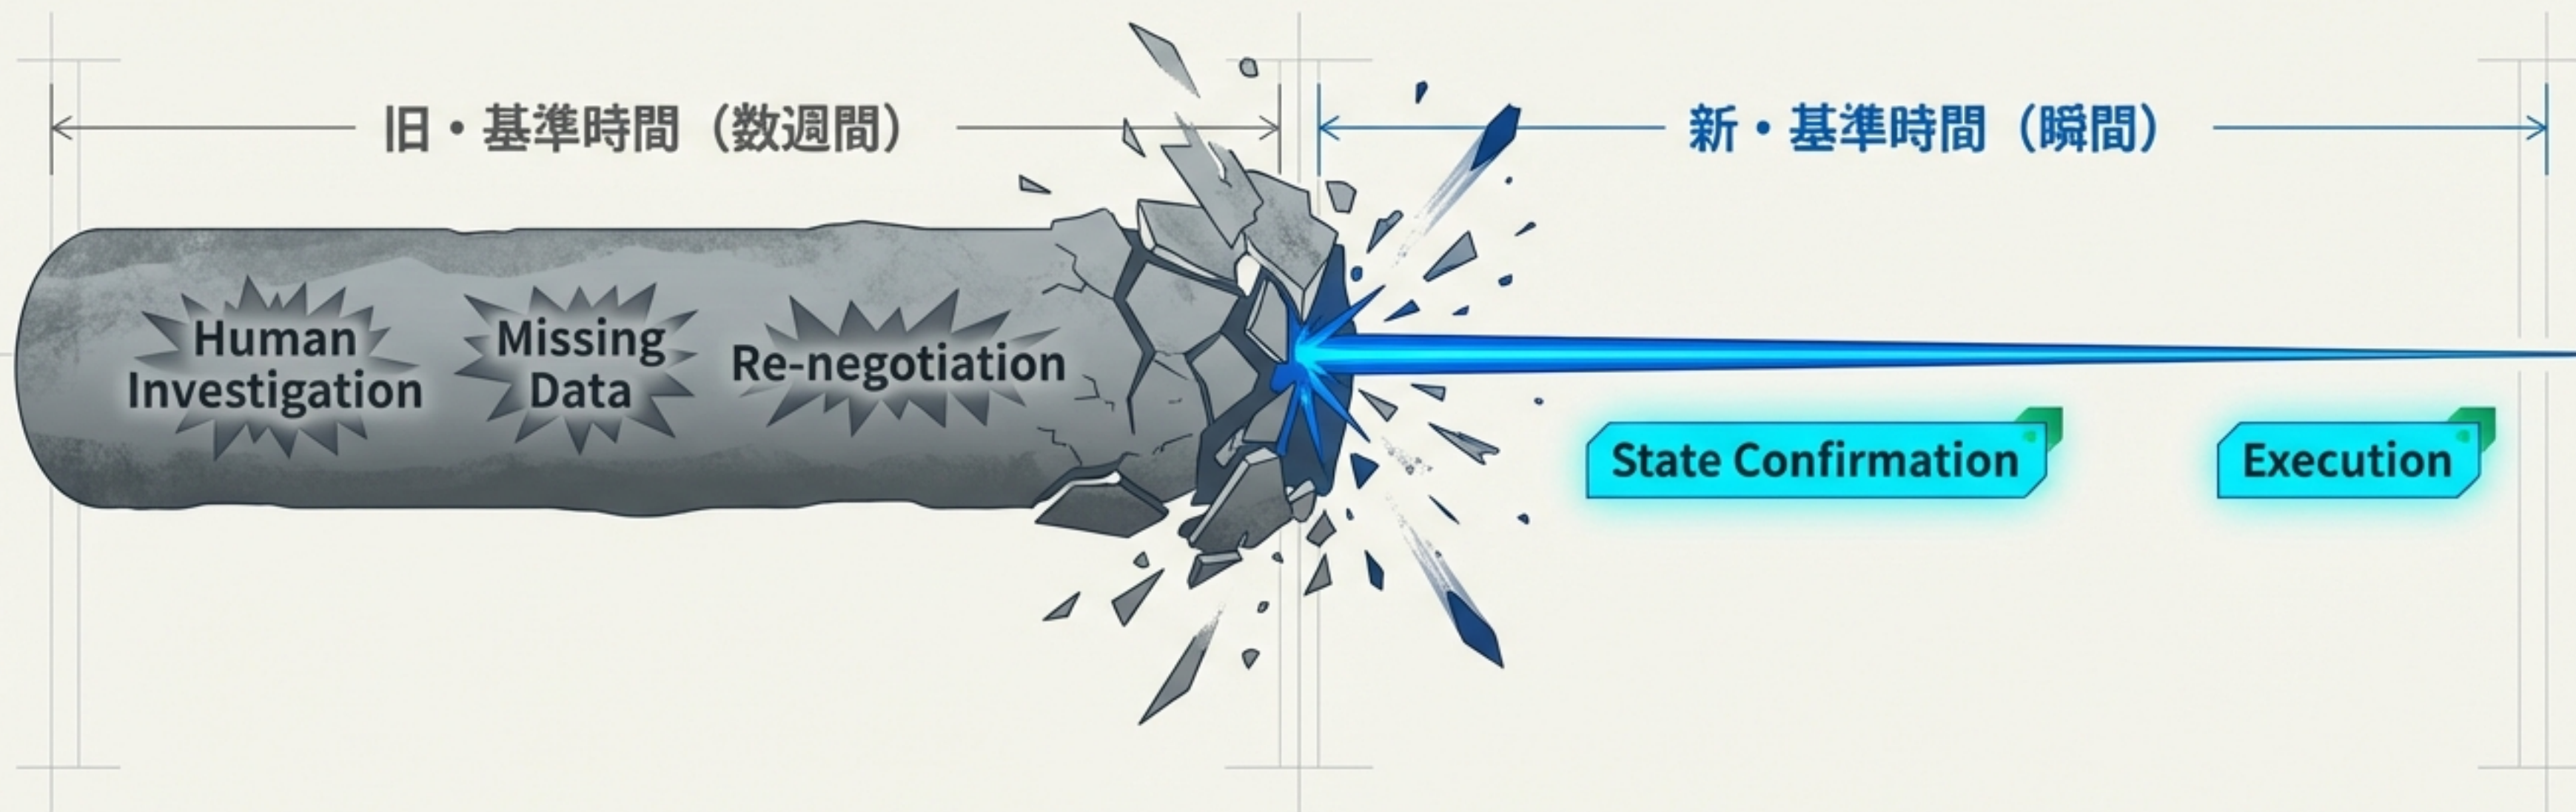 旧・基準時間（数週間）
新・基準時間（瞬間）
Human
Investigation
Missing
Data
Re-negotiation
State Confirmation
Execution